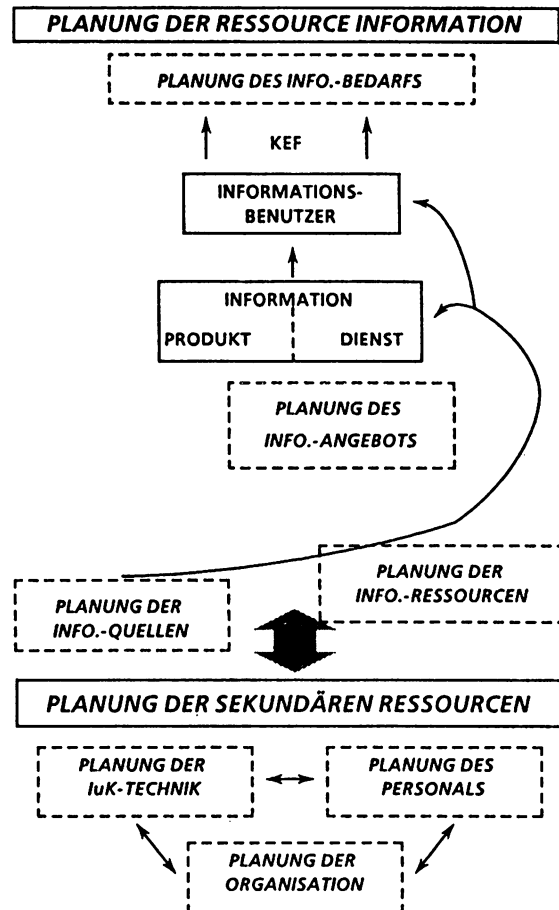 PLANUNG DER RESSOURCE INFORMATION
PLANUNG DES INFO.-BEDARFS
KEF
INFORMATIONS-
BENUTZER
INFORMATION
PRODUKT DIENST
PLANUNG DES
INFO.-ANGEBOTS
PLANUNG DER
INFO.-RESSOURCEN
PLANUNG DER
INFO.-QUELLEN
PLANUNG DER SEKUNDÄREN RESSOURCEN
PLANUNG DER
IuK-TECHNIK
PLANUNG DES
PERSONALS
PLANUNG DER
ORGANISATION